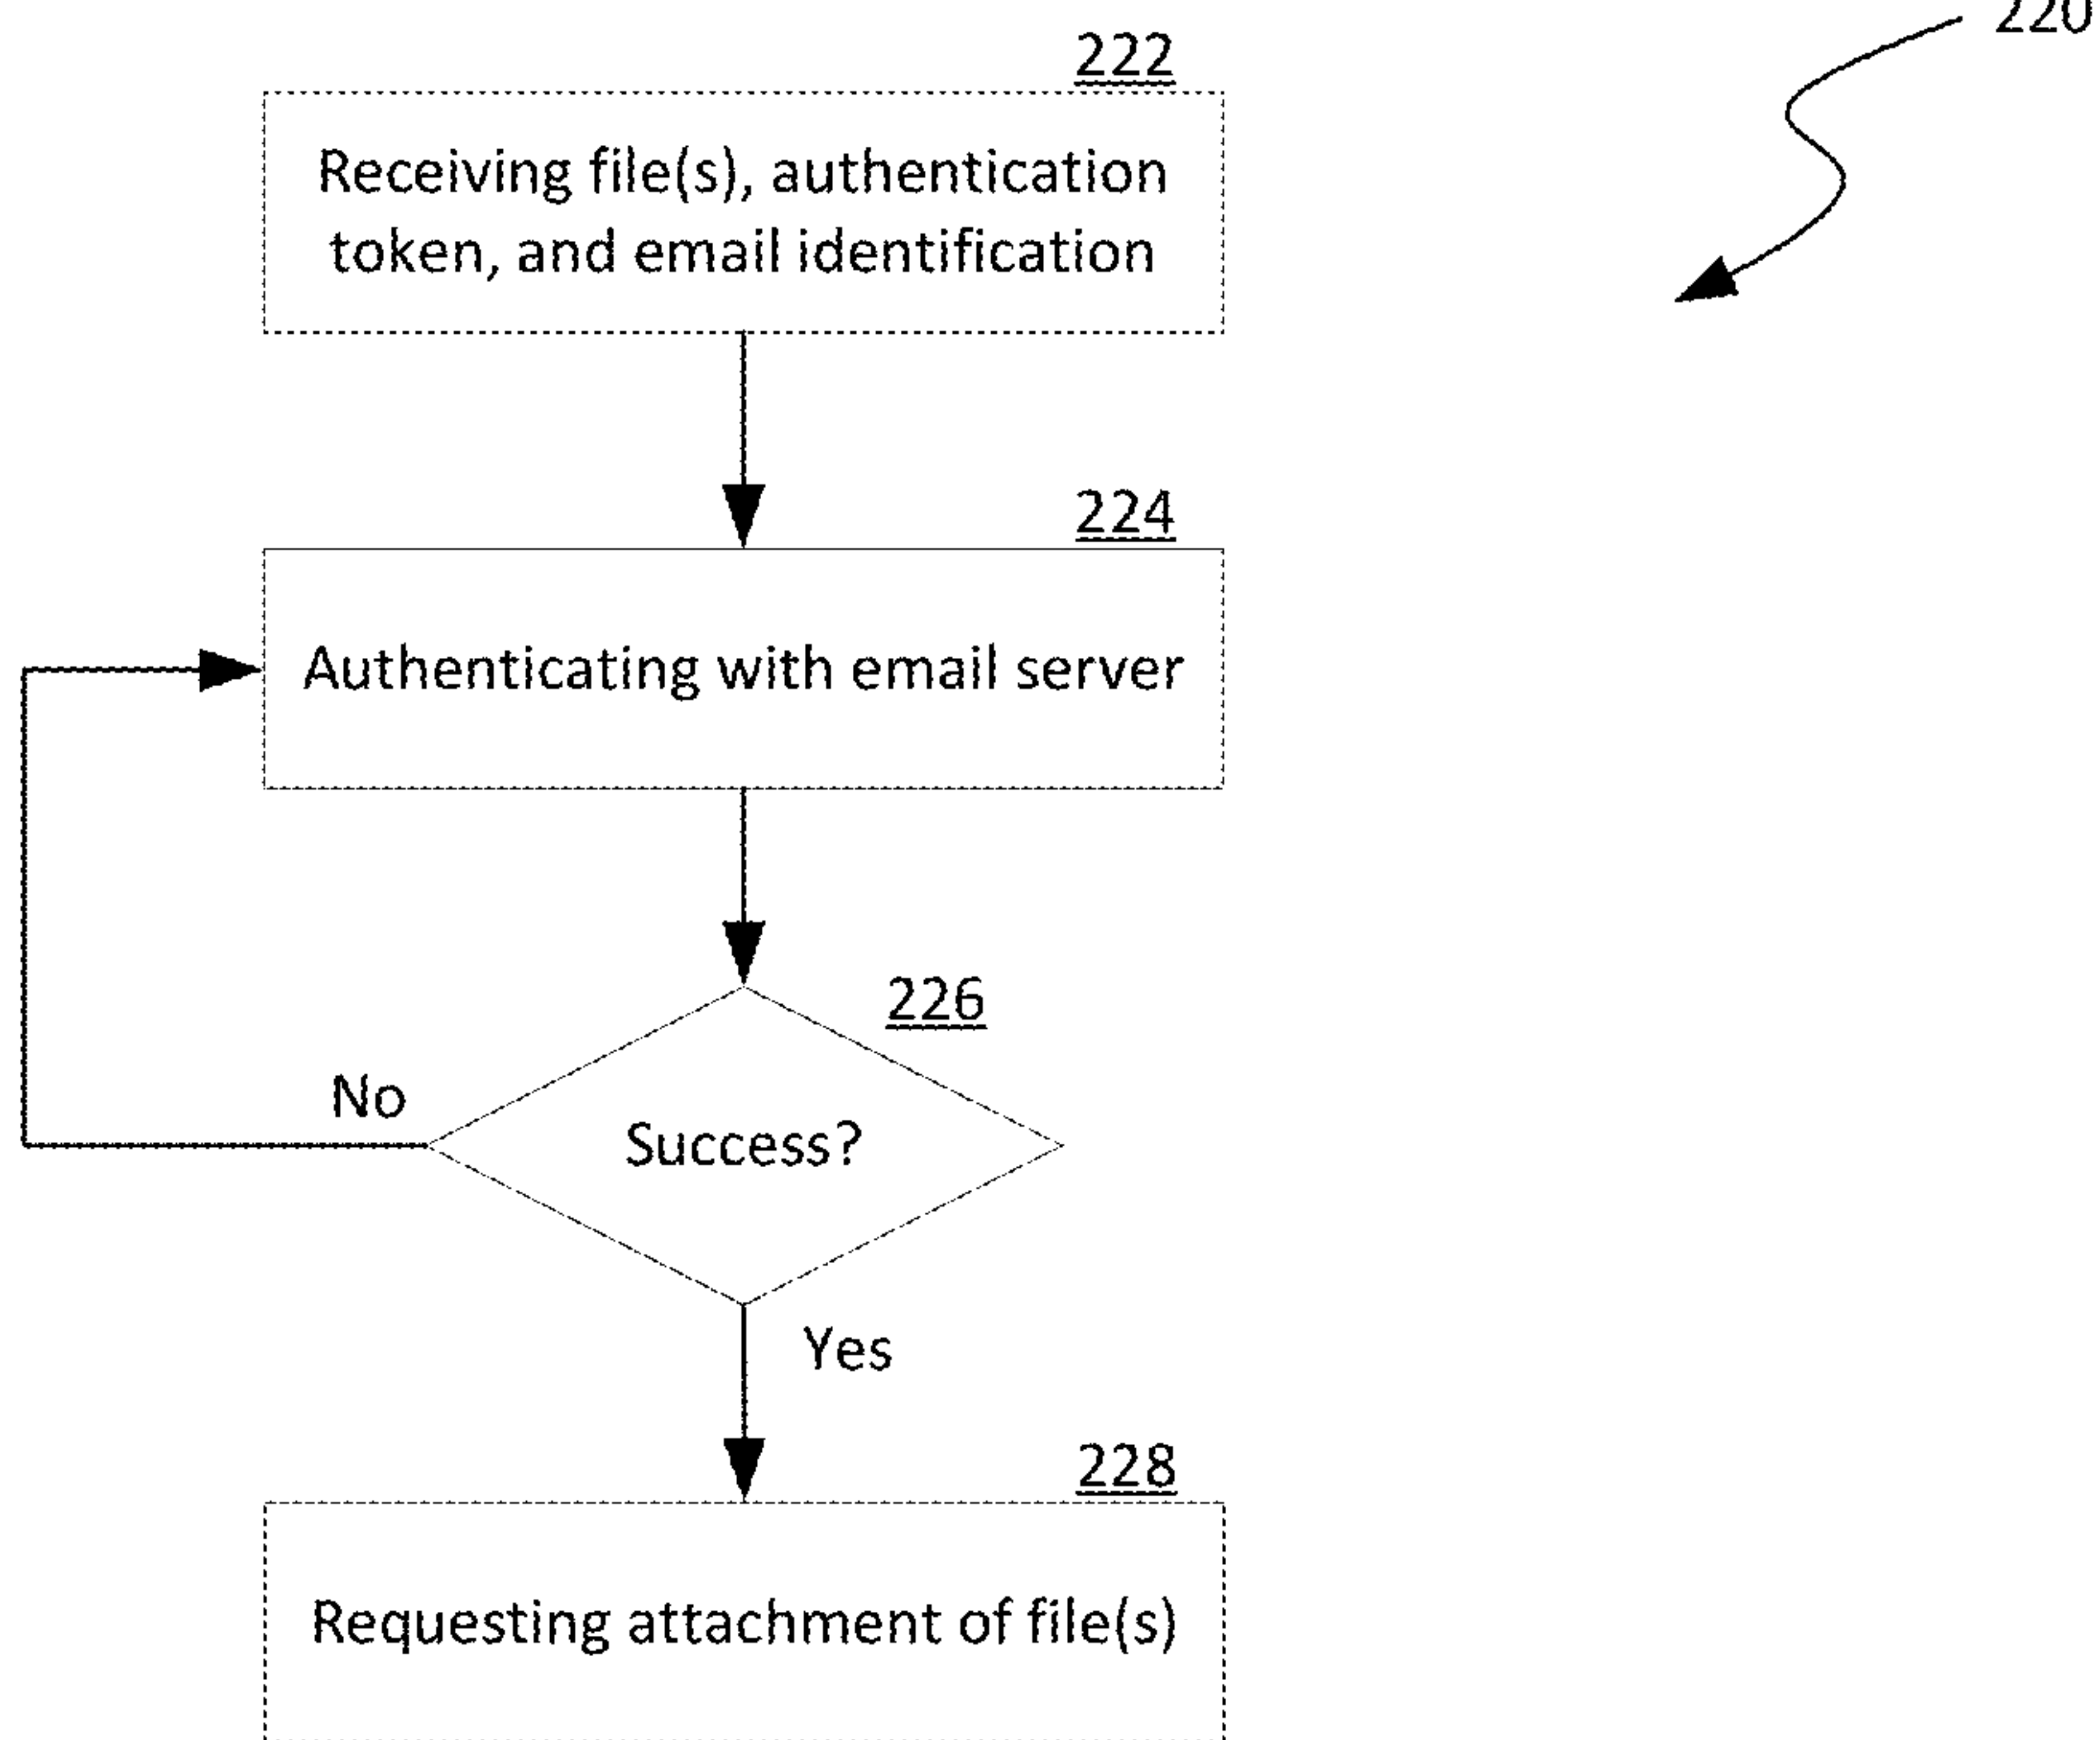 220
222
Receiving file(s), authentication
token, and email identification
224
Authenticating with email server
226
No
Success?
Yes
228
Requesting attachment of file(s)